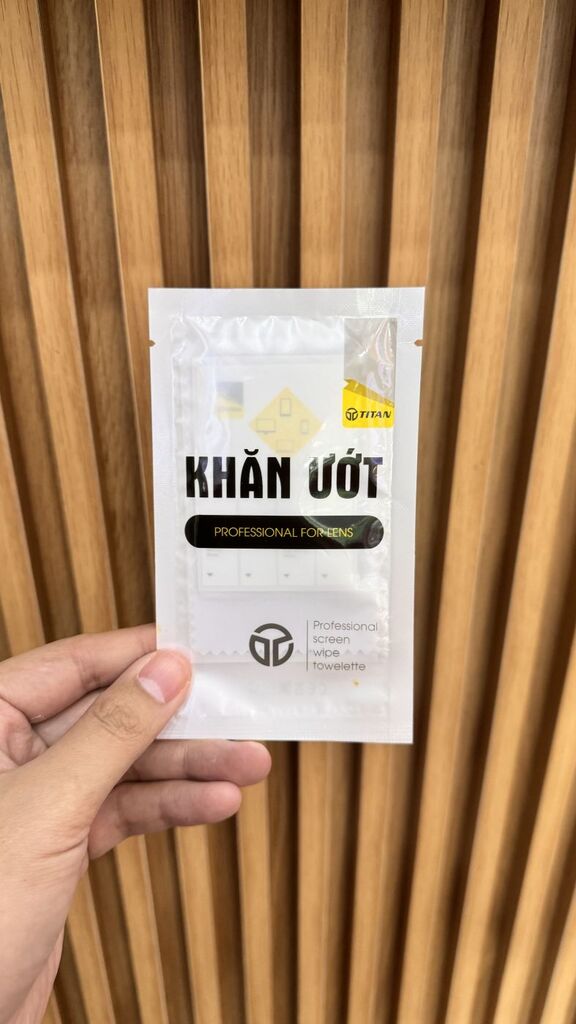 TITAN
KHĂN ƯỚT
PROFESSIONAL FOR LENS
Professional
screen
wipe
towelette